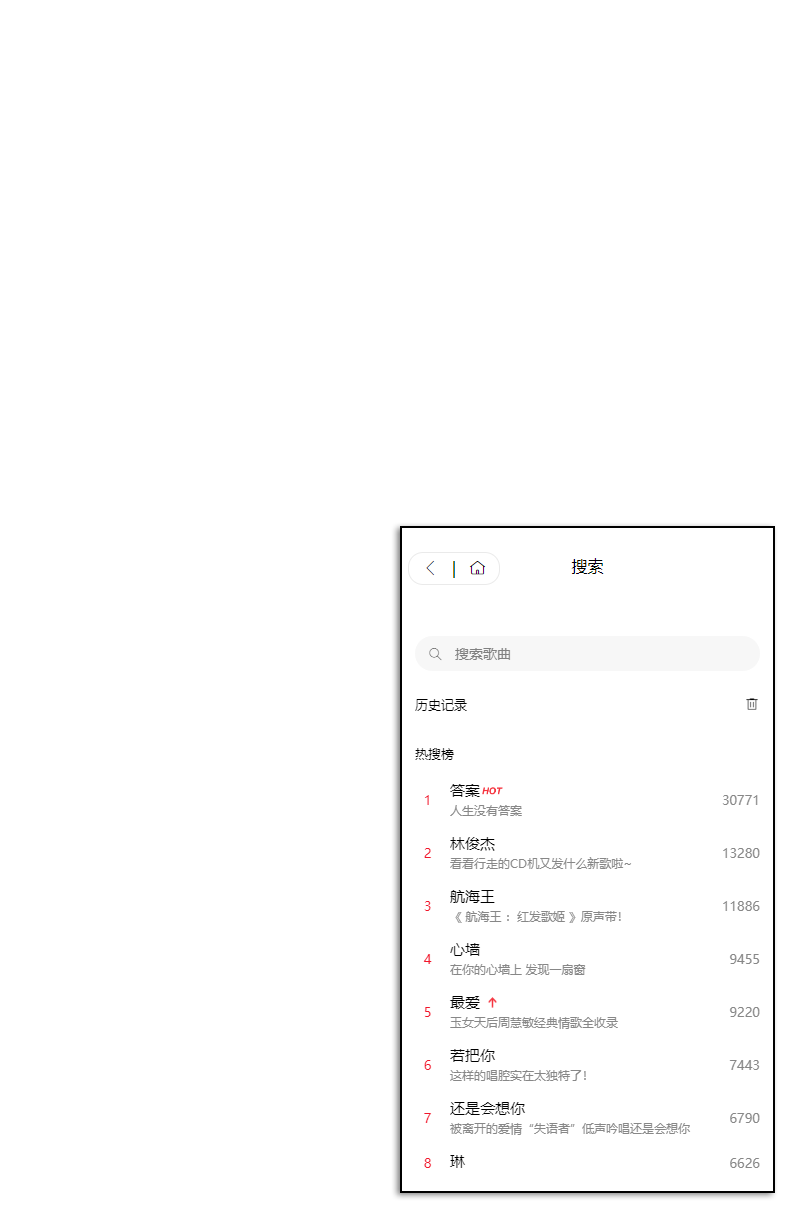 搜索
搜索歌曲
历史记录
热搜榜
1 答案 HOT 30771
人生没有答案
2 林俊杰 13280
看看行走的CD机又发什么新歌啦~
3 航海王 11886
《 航海王 ： 红发歌姬 》原声带！
4 心墙 9455
在你的心墙上 发现一扇窗
5 最爱 9220
玉女天后周慧敏经典情歌全收录
6 若把你 7443
这样的唱腔实在太独特了！
7 还是会想你 6790
被离开的爱情“失语者”低声吟唱还是会想你
8 琳 6626